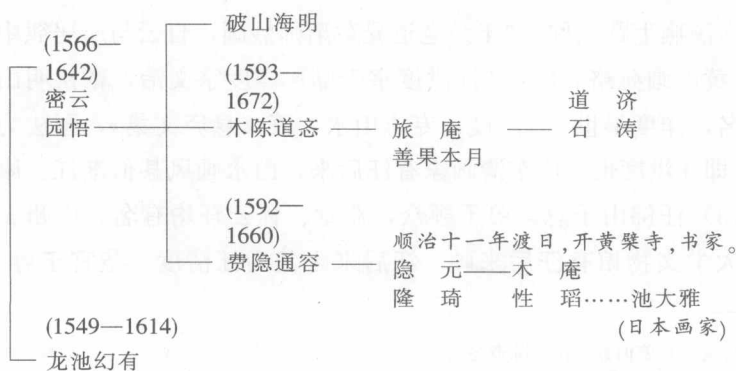 破山海明
(1566—
1642)
密云
园悟
(1593—
1672)
木陈道忞
旅庵——石涛
道济
善果本月
(1592—
1660)
费隐通容
顺治十一年渡日,开黄檗寺,书家。
隐元——木庵
隆琦 性瑫……池大雅
(日本画家)
(1549—1614)
龙池幻有